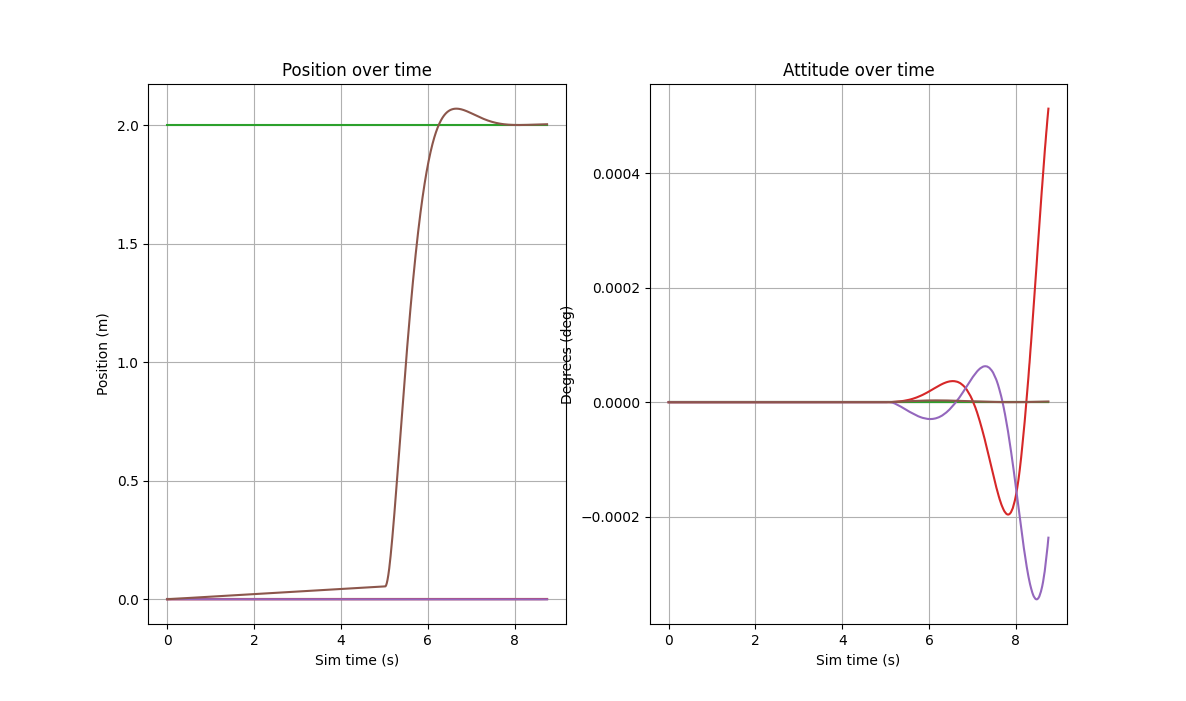 Position over time
Position (m)
2.0
1.5
1.0
0.5
0.0
0 2 4 6 8
Sim time (s)
Attitude over time
Degrees (deg)
0.0004
0.0002
0.0000
−0.0002
0 2 4 6 8
Sim time (s)